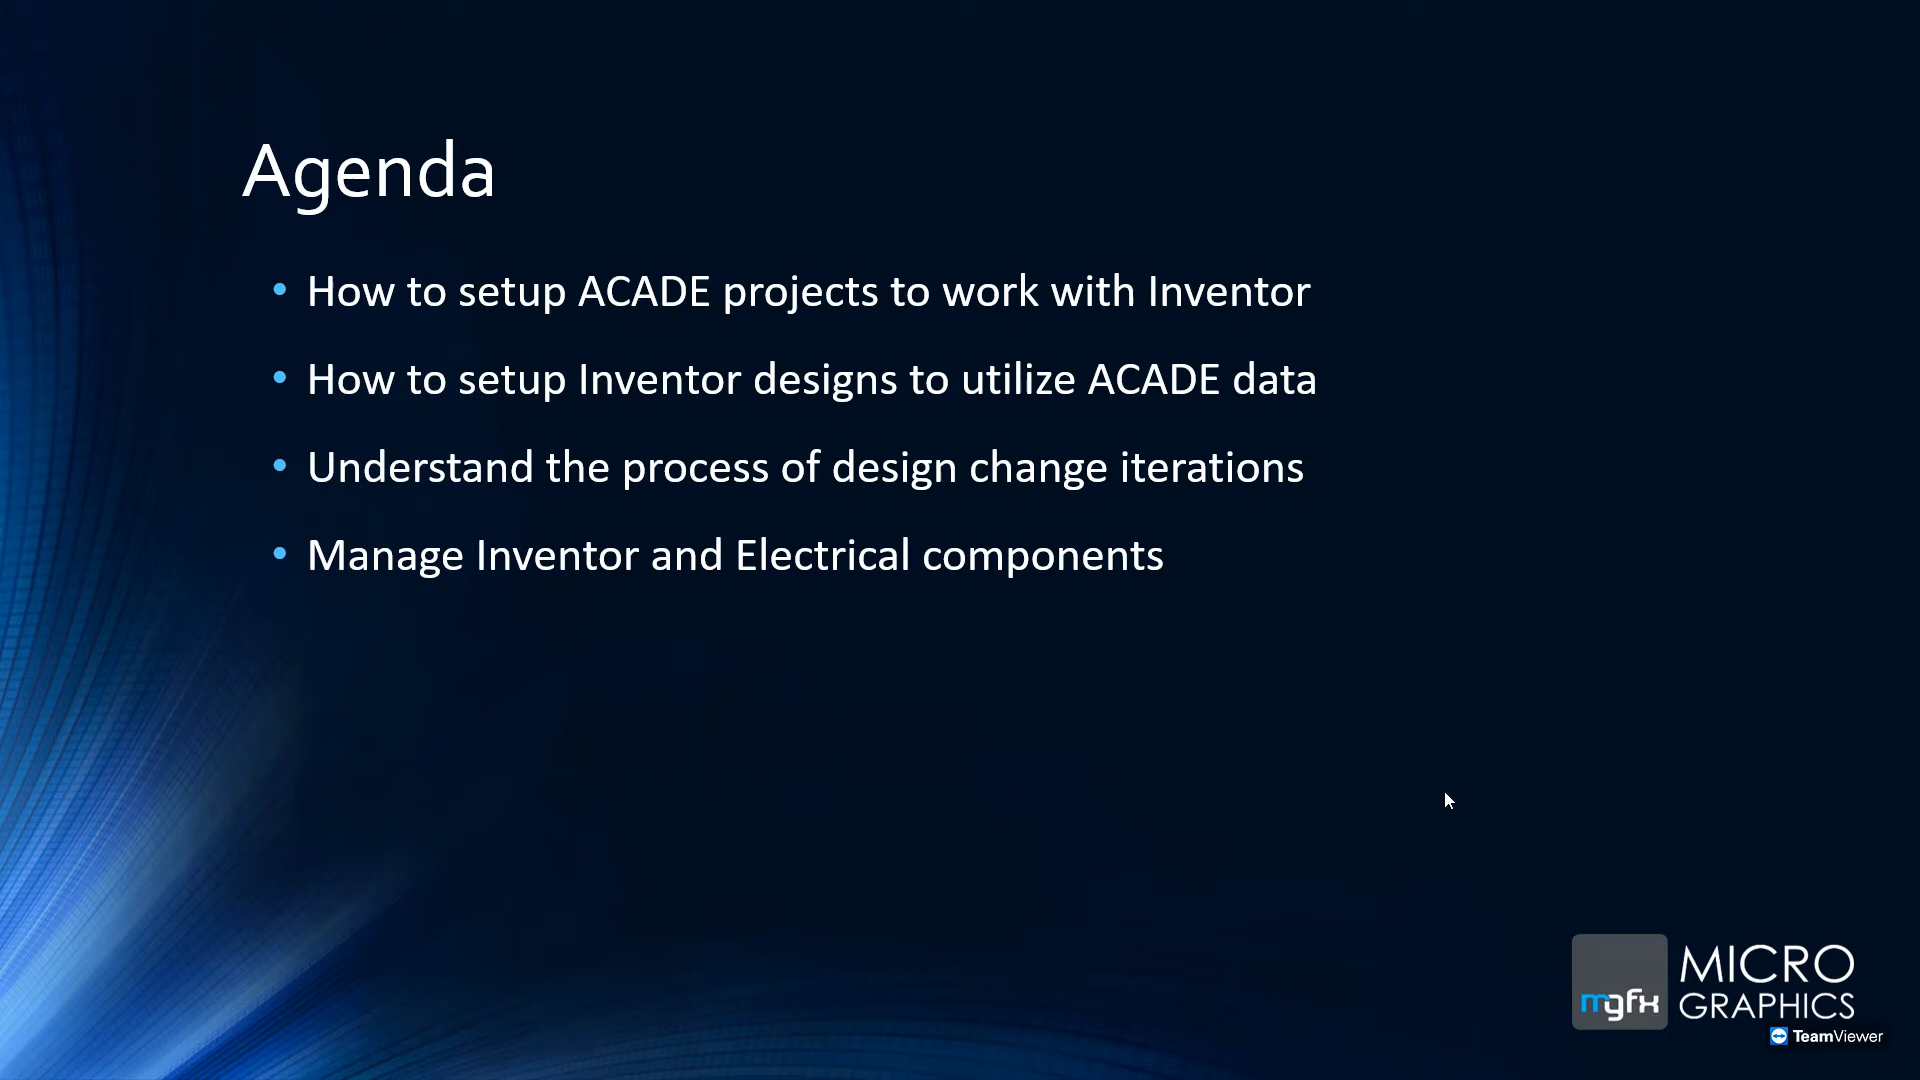 Agenda
• How to setup ACADE projects to work with Inventor
• How to setup Inventor designs to utilize ACADE data
• Understand the process of design change iterations
• Manage Inventor and Electrical components
MICRO
mgfx GRAPHICS
TeamViewer